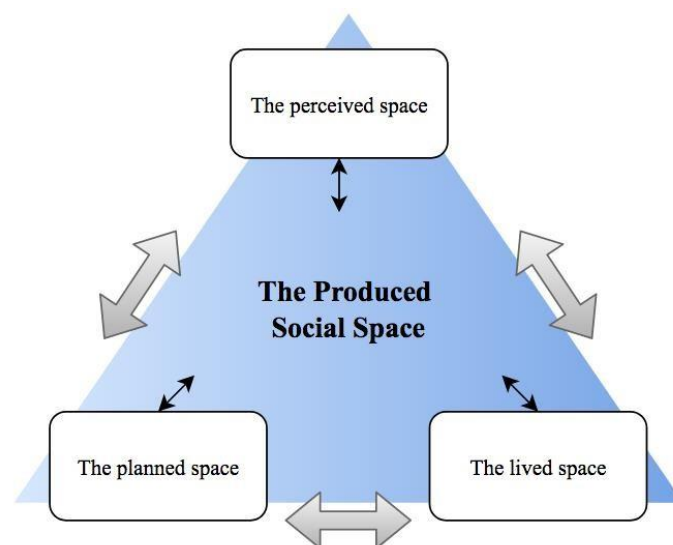 The perceived space
The Produced
Social Space
The planned space
The lived space